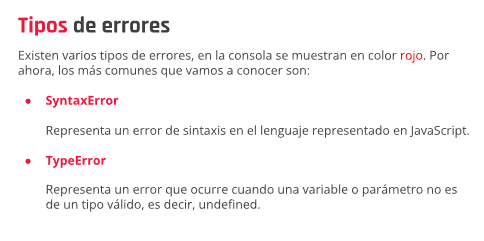 Tipos de errores
Existen varios tipos de errores, en la consola se muestran en color rojo. Por
ahora, los más comunes que vamos a conocer son:
● SyntaxError
Representa un error de sintaxis en el lenguaje representado en JavaScript.
● TypeError
Representa un error que ocurre cuando una variable o parámetro no es
de un tipo válido, es decir, undefined.